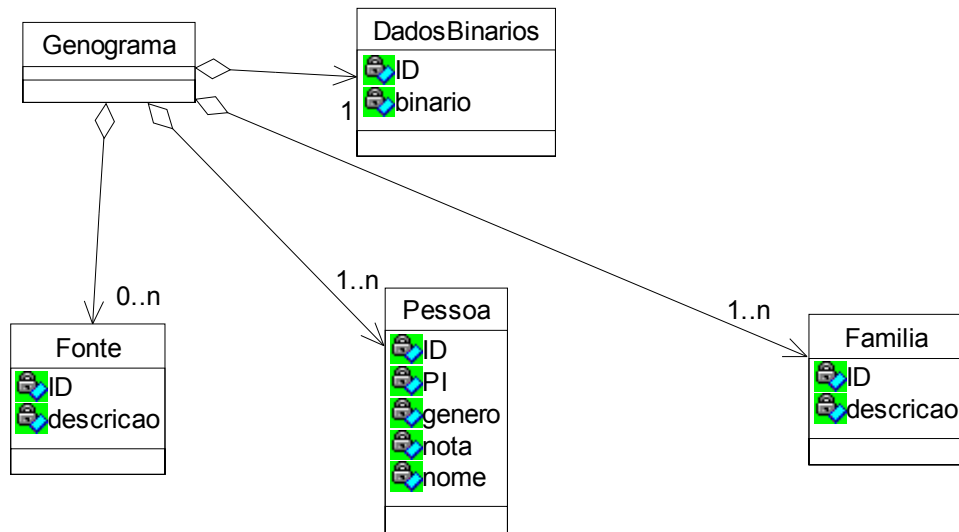 Genograma
DadosBinarios
ID
binario
1
0..n
1..n
1..n
Fonte
ID
descricao
Pessoa
ID
PI
genero
nota
nome
Familia
ID
descricao